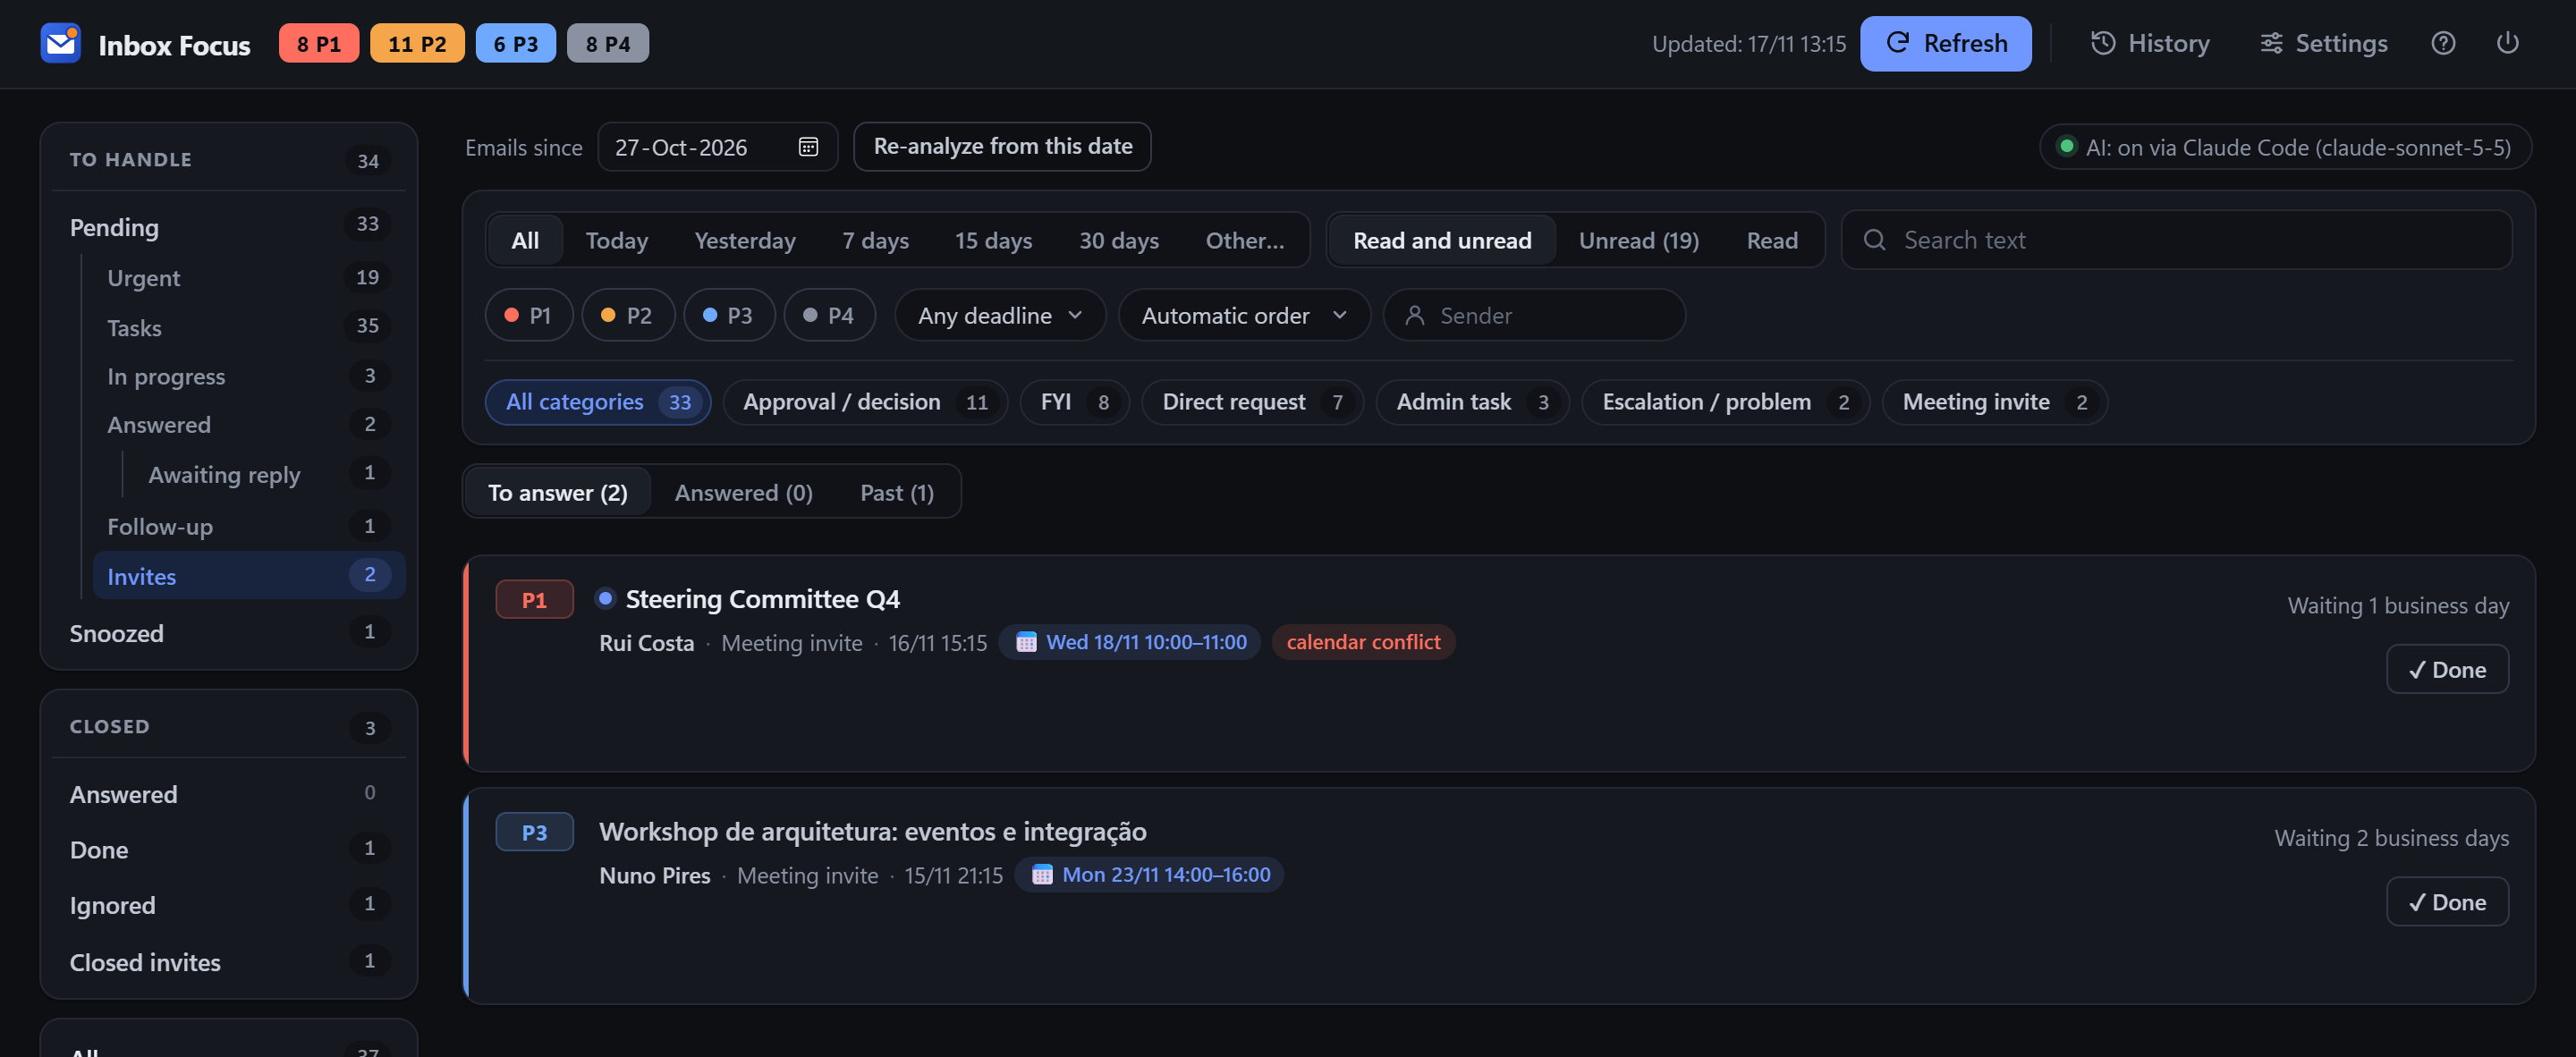 Inbox Focus 8 P1 11 P2 6 P3 8 P4 Updated: 17/11 13:15 Refresh History Settings
TO HANDLE 34
Pending 33
Urgent 19
Tasks 35
In progress 3
Answered 2
Awaiting reply 1
Follow-up 1
Invites 2
Snoozed 1
CLOSED 3
Answered 0
Done 1
Ignored 1
Closed invites 1
All 37
Emails since 27-Oct-2026 Re-analyze from this date AI: on via Claude Code (claude-sonnet-5-5)
All Today Yesterday 7 days 15 days 30 days Other... Read and unread Unread (19) Read Search text
P1 P2 P3 P4 Any deadline Automatic order Sender
All categories 33 Approval / decision 11 FYI 8 Direct request 7 Admin task 3 Escalation / problem 2 Meeting invite 2
To answer (2) Answered (0) Past (1)
P1 Steering Committee Q4 Waiting 1 business day
Rui Costa · Meeting invite · 16/11 15:15 Wed 18/11 10:00–11:00 calendar conflict
✓ Done
P3 Workshop de arquitetura: eventos e integração Waiting 2 business days
Nuno Pires · Meeting invite · 15/11 21:15 Mon 23/11 14:00–16:00
✓ Done